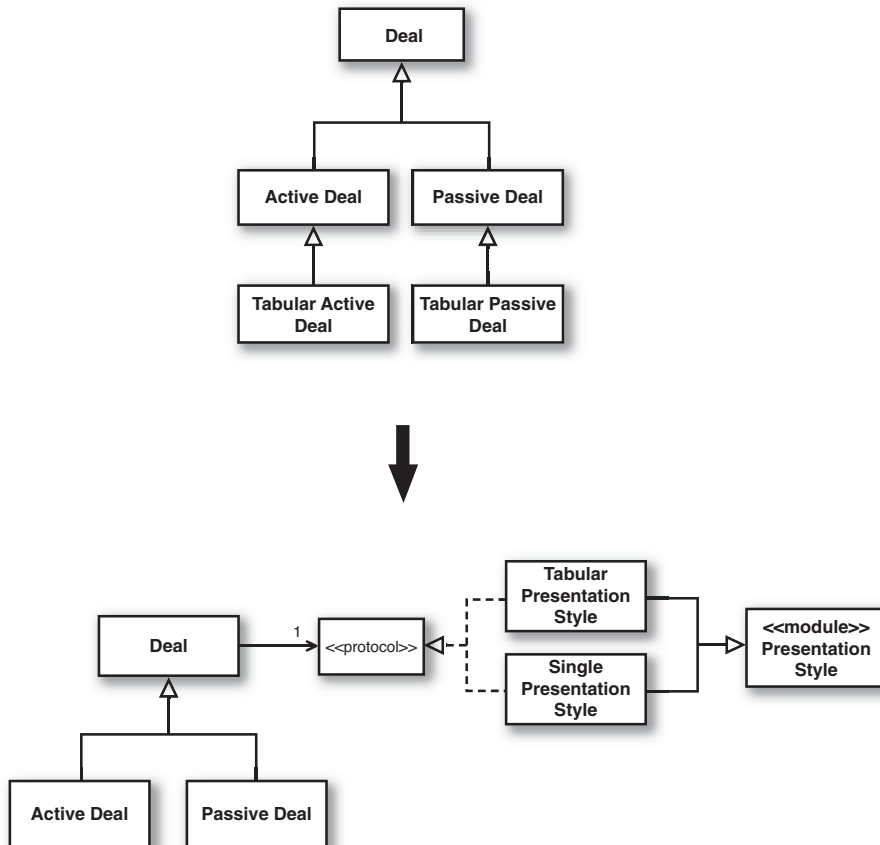 Deal
Active Deal
Passive Deal
Tabular Active
Deal
Tabular Passive
Deal
Tabular
Presentation
Style
Deal
1
<<protocol>>
<<module>>
Presentation
Style
Single
Presentation
Style
Active Deal
Passive Deal